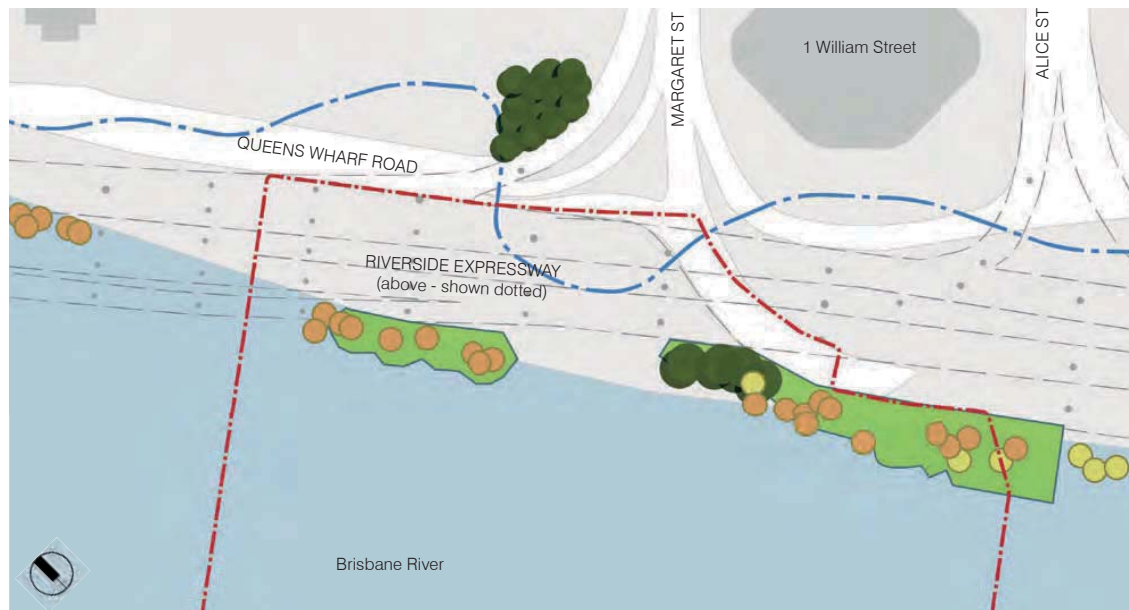 1 William Street
MARGARET ST
ALICE ST
QUEENS WHARF ROAD
RIVERSIDE EXPRESSWAY
(above - shown dotted)
Brisbane River